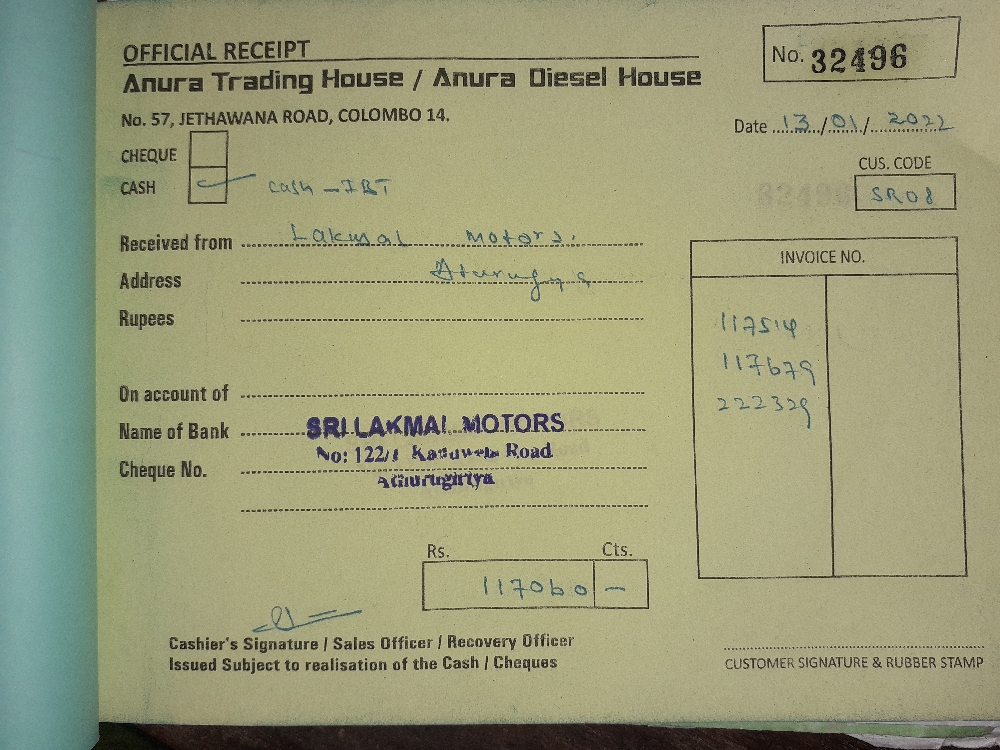 OFFICIAL RECEIPT
No. 32496
Anura Trading House / Anura Diesel House
No. 57, JETHAWANA ROAD, COLOMBO 14.
Date 13/01/2022
CHEQUE
CUS. CODE
CASH cash - IBT
SR08
Received from Lakmal Motors.
INVOICE NO.
Address
Rupees
117514
117679
222329
On account of
Name of Bank
SRI LAKMAL MOTORS
No: 122/1 Kaduwela Road
Cheque No.
Athurugiriya
Rs. Cts.
117060 -
Cashier's Signature / Sales Officer / Recovery Officer
Issued Subject to realisation of the Cash / Cheques
CUSTOMER SIGNATURE & RUBBER STAMP